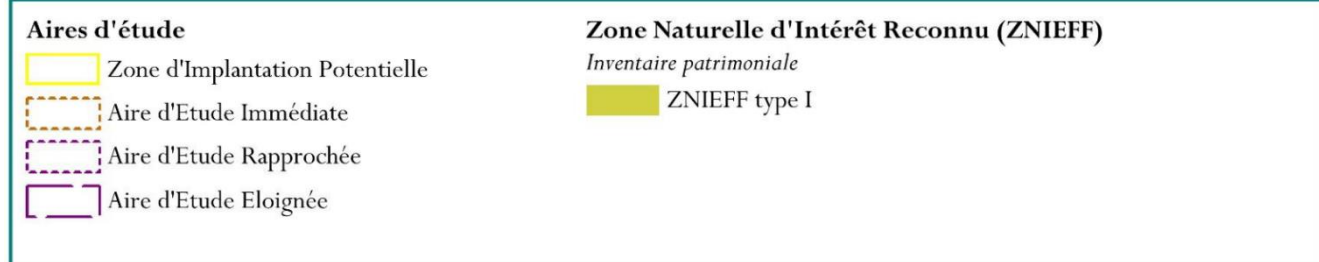 Aires d'étude
Zone d'Implantation Potentielle
Aire d'Etude Immédiate
Aire d'Etude Rapprochée
Aire d'Etude Eloignée
Zone Naturelle d'Intérêt Reconnu (ZNIEFF)
Inventaire patrimoniale
ZNIEFF type I